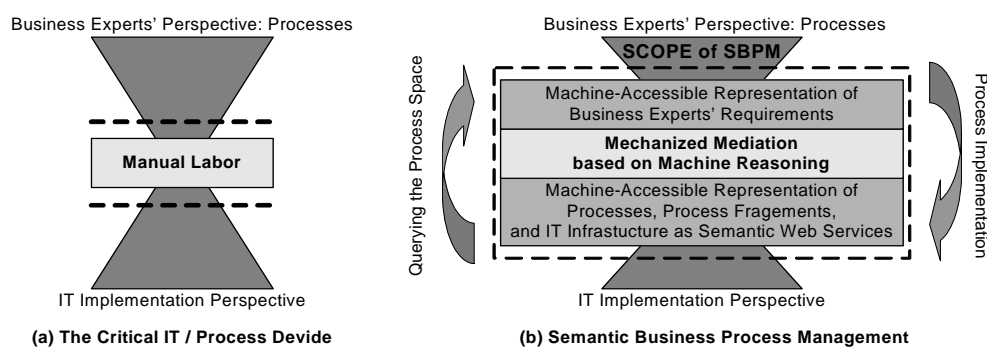 Business Experts' Perspective: Processes
Manual Labor
IT Implementation Perspective
(a) The Critical IT / Process Devide
Business Experts' Perspective: Processes
SCOPE of SBPM
Querying the Process Space
Machine-Accessible Representation of
Business Experts' Requirements
Mechanized Mediation
based on Machine Reasoning
Machine-Accessible Representation of
Processes, Process Fragements,
and IT Infrastucture as Semantic Web Services
Process Implementation
IT Implementation Perspective
(b) Semantic Business Process Management